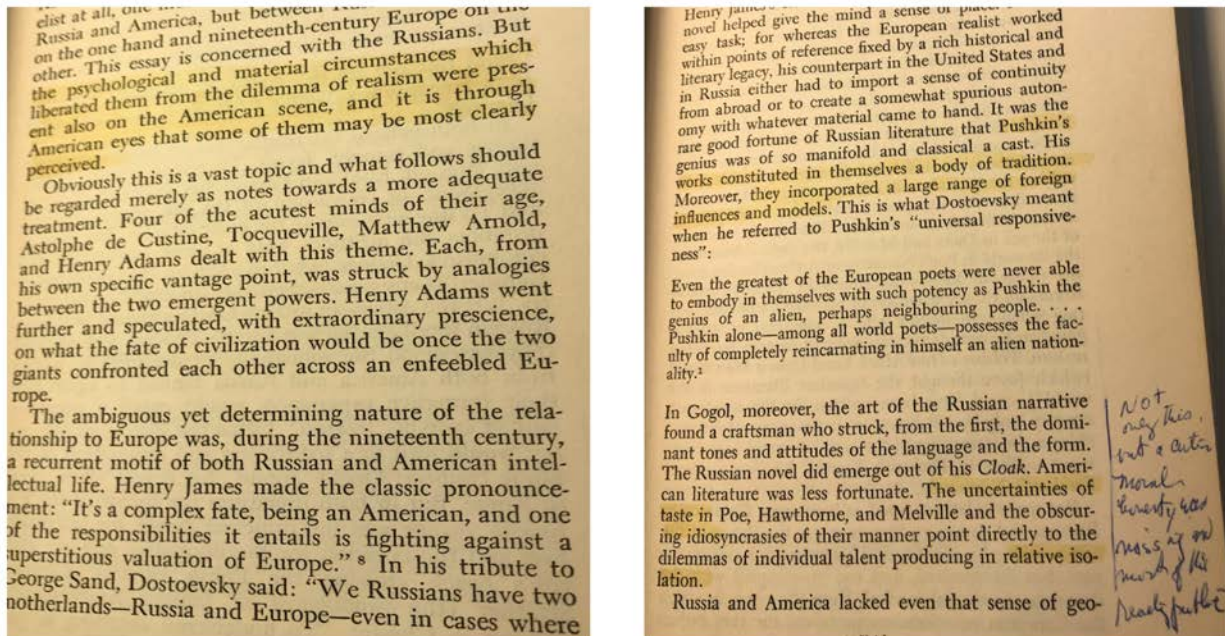 elist at all, one
Russia and America, but between
on the one hand and nineteenth-century Europe on the
other. This essay is concerned with the Russians. But
the psychological and material circumstances which
liberated them from the dilemma of realism were pres-
ent also on the American scene, and it is through
American eyes that some of them may be most clearly
perceived.
Obviously this is a vast topic and what follows should
be regarded merely as notes towards a more adequate
treatment. Four of the acutest minds of their age,
Astolphe de Custine, Tocqueville, Matthew Arnold,
and Henry Adams dealt with this theme. Each, from
his own specific vantage point, was struck by analogies
between the two emergent powers. Henry Adams went
further and speculated, with extraordinary prescience,
on what the fate of civilization would be once the two
giants confronted each other across an enfeebled Eu-
rope.
The ambiguous yet determining nature of the rela-
tionship to Europe was, during the nineteenth century,
a recurrent motif of both Russian and American intel-
lectual life. Henry James made the classic pronounce-
ment: “It's a complex fate, being an American, and one
of the responsibilities it entails is fighting against a
superstitious valuation of Europe.” ⁸ In his tribute to
George Sand, Dostoevsky said: “We Russians have two
motherlands—Russia and Europe—even in cases where
Henry James's
novel helped give the mind a sense of place.
easy task; for whereas the European realist worked
within points of reference fixed by a rich historical and
literary legacy, his counterpart in the United States and
in Russia either had to import a sense of continuity
from abroad or to create a somewhat spurious auton-
omy with whatever material came to hand. It was the
rare good fortune of Russian literature that Pushkin's
genius was of so manifold and classical a cast. His
works constituted in themselves a body of tradition.
Moreover, they incorporated a large range of foreign
influences and models. This is what Dostoevsky meant
when he referred to Pushkin's “universal responsive-
ness”:
Even the greatest of the European poets were never able
to embody in themselves with such potency as Pushkin the
genius of an alien, perhaps neighbouring people. . . .
Pushkin alone—among all world poets—possesses the fac-
ulty of completely reincarnating in himself an alien nation-
ality.²
In Gogol, moreover, the art of the Russian narrative
found a craftsman who struck, from the first, the domi-
nant tones and attitudes of the language and the form.
The Russian novel did emerge out of his Cloak. Ameri-
can literature was less fortunate. The uncertainties of
taste in Poe, Hawthorne, and Melville and the obscur-
ing idiosyncrasies of their manner point directly to the
dilemmas of individual talent producing in relative iso-
lation.
Russia and America lacked even that sense of geo-
Not
only this,
but a certain
moral
honesty was
missing and
most of the